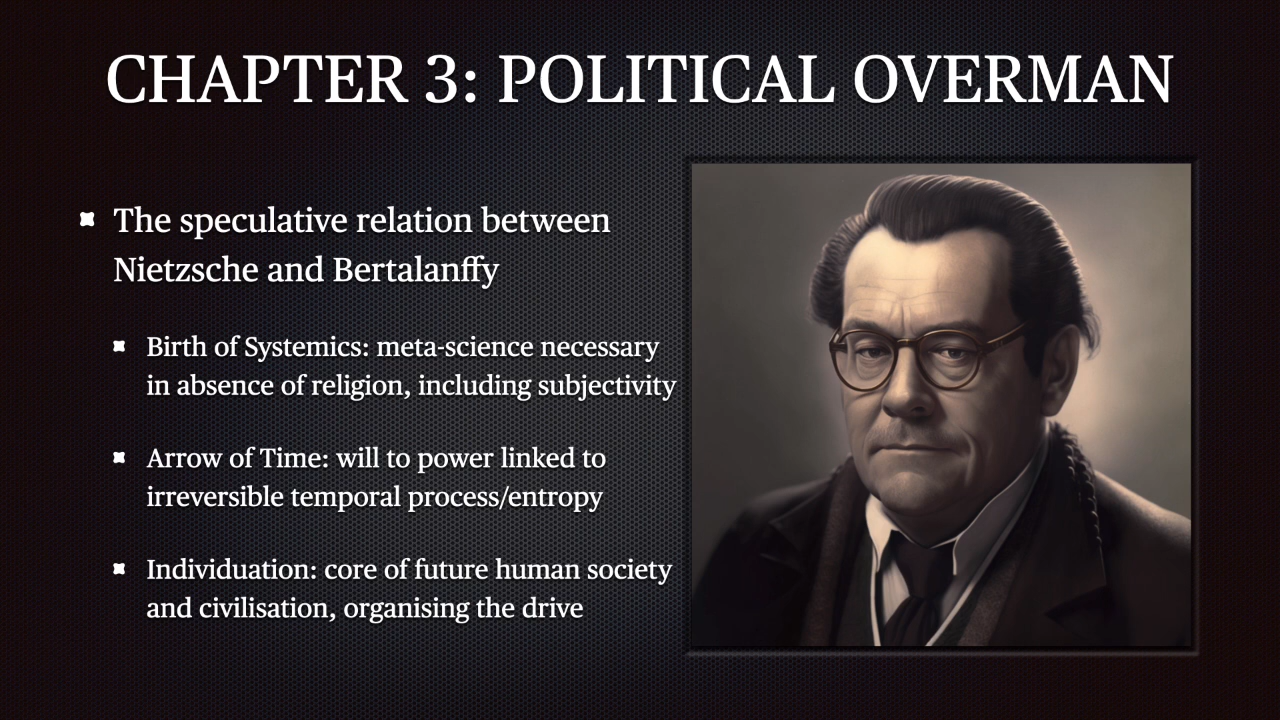 CHAPTER 3: POLITICAL OVERMAN
The speculative relation between
Nietzsche and Bertalanffy
Birth of Systemics: meta-science necessary
in absence of religion, including subjectivity
Arrow of Time: will to power linked to
irreversible temporal process/entropy
Individuation: core of future human society
and civilisation, organising the drive